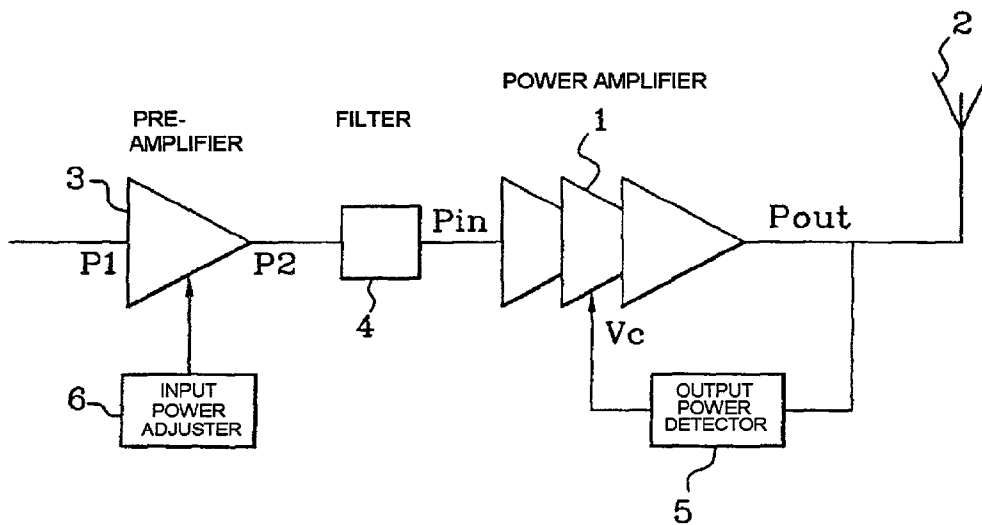 2
POWER AMPLIFIER
PRE-
AMPLIFIER
FILTER
1
3
Pin
Pout
P1
P2
4
Vc
6
INPUT
POWER
ADJUSTER
OUTPUT
POWER
DETECTOR
5